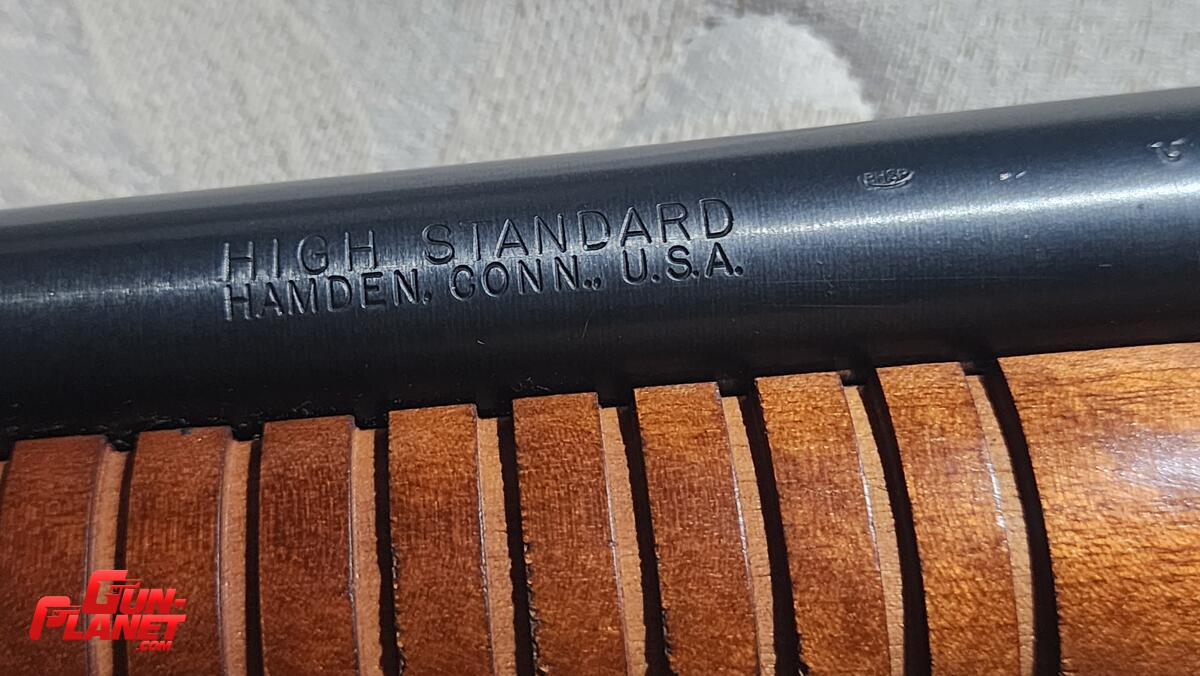 HIGH STANDARD
HAMDEN, CONN., U.S.A.
GUN-
PLANET
.COM